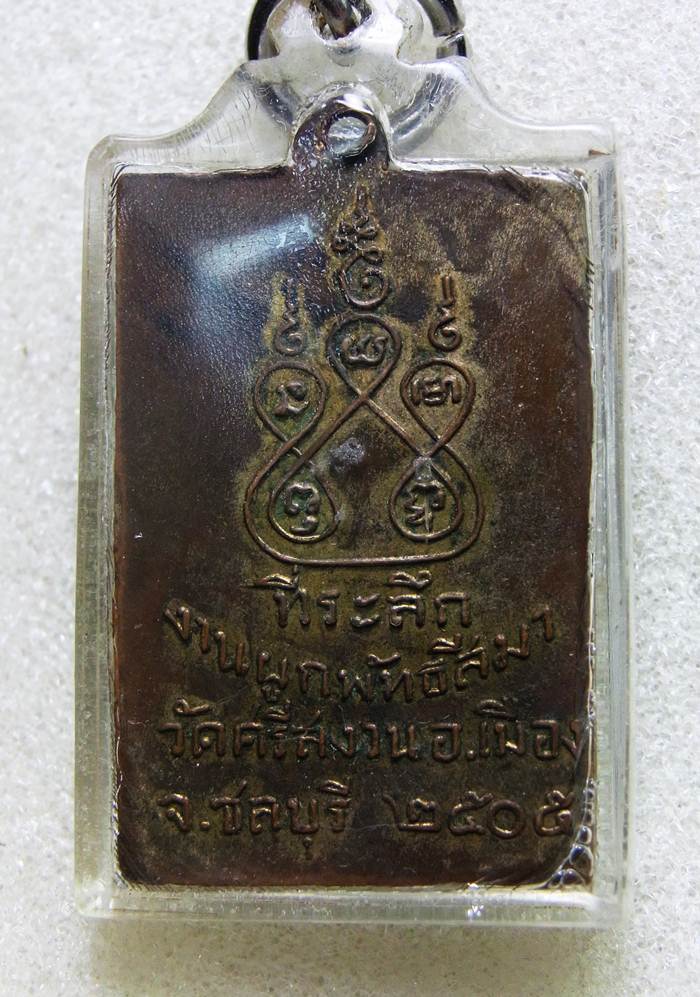 ที่ระลึก
งานผูกพัทธสีมา
วัดศรีสงวน อ.เมือง
จ.ชลบุรี ๒๕๐๕